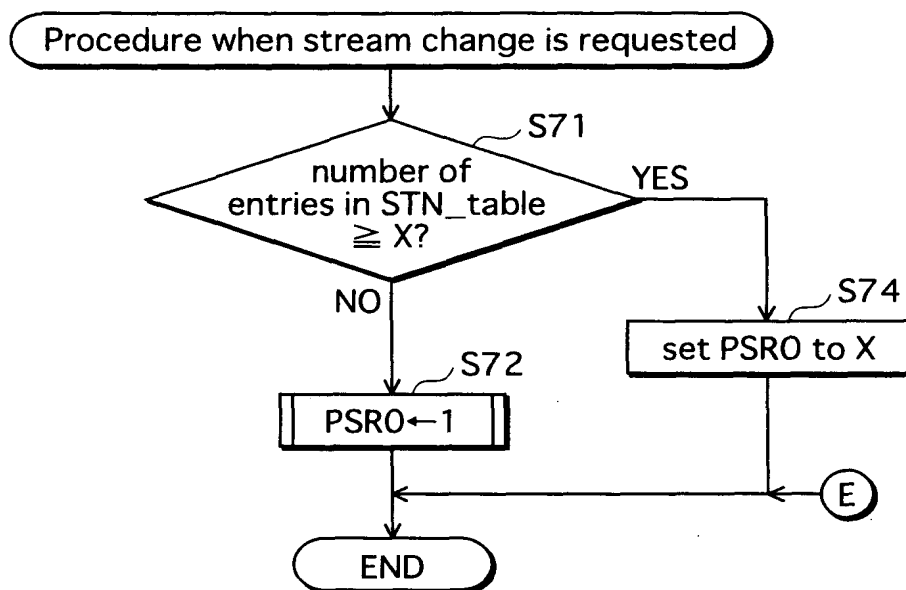 Procedure when stream change is requested
S71
number of
entries in STN_table
≧ X?
YES
NO
S74
set PSR0 to X
S72
PSR0←1
E
END